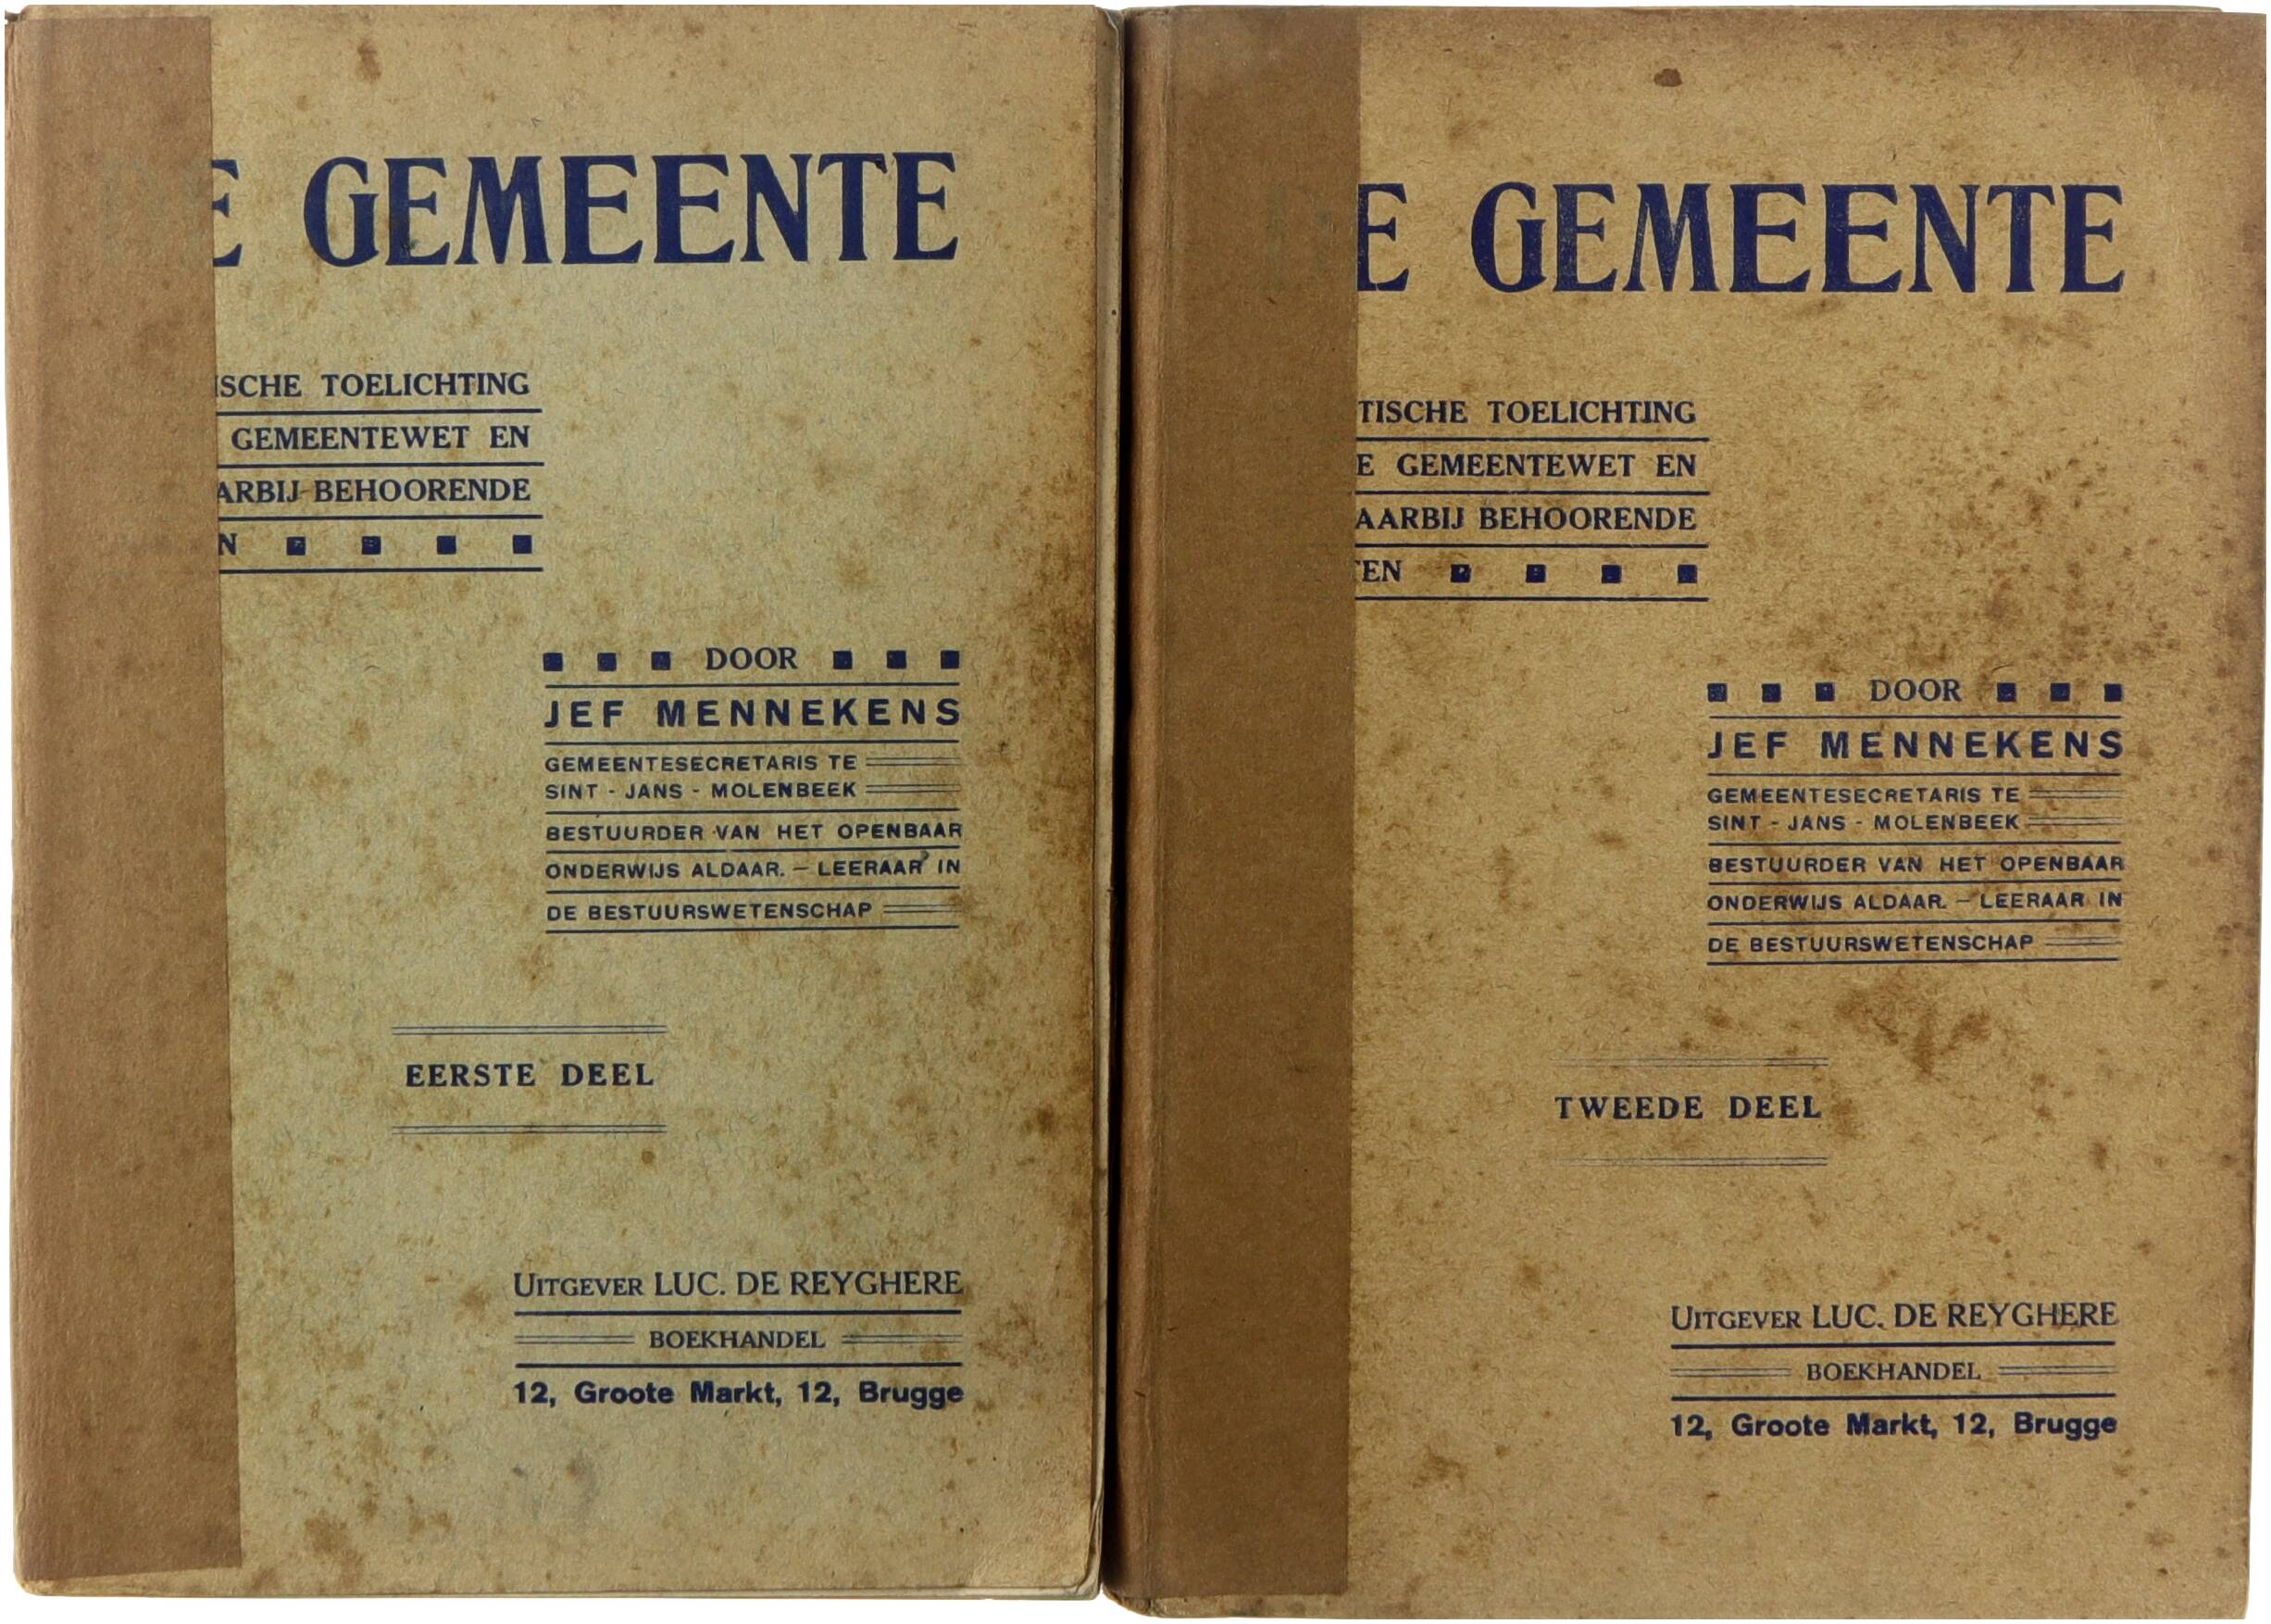 DE GEMEENTE
ISCHE TOELICHTING
GEMEENTEWET EN
AARBIJ BEHOORENDE
N
DOOR
JEF MENNEKENS
GEMEENTESECRETARIS TE
SINT - JANS - MOLENBEEK
BESTUURDER VAN HET OPENBAAR
ONDERWIJS ALDAAR. — LEERAAR IN
DE BESTUURSWETENSCHAP
EERSTE DEEL
UITGEVER LUC. DE REYGHERE
BOEKHANDEL
12, Groote Markt, 12, Brugge
DE GEMEENTE
TISCHE TOELICHTING
E GEMEENTEWET EN
AARBIJ BEHOORENDE
TEN
DOOR
JEF MENNEKENS
GEMEENTESECRETARIS TE
SINT - JANS - MOLENBEEK
BESTUURDER VAN HET OPENBAAR
ONDERWIJS ALDAAR. — LEERAAR IN
DE BESTUURSWETENSCHAP
TWEEDE DEEL
UITGEVER LUC. DE REYGHERE
BOEKHANDEL
12, Groote Markt, 12, Brugge